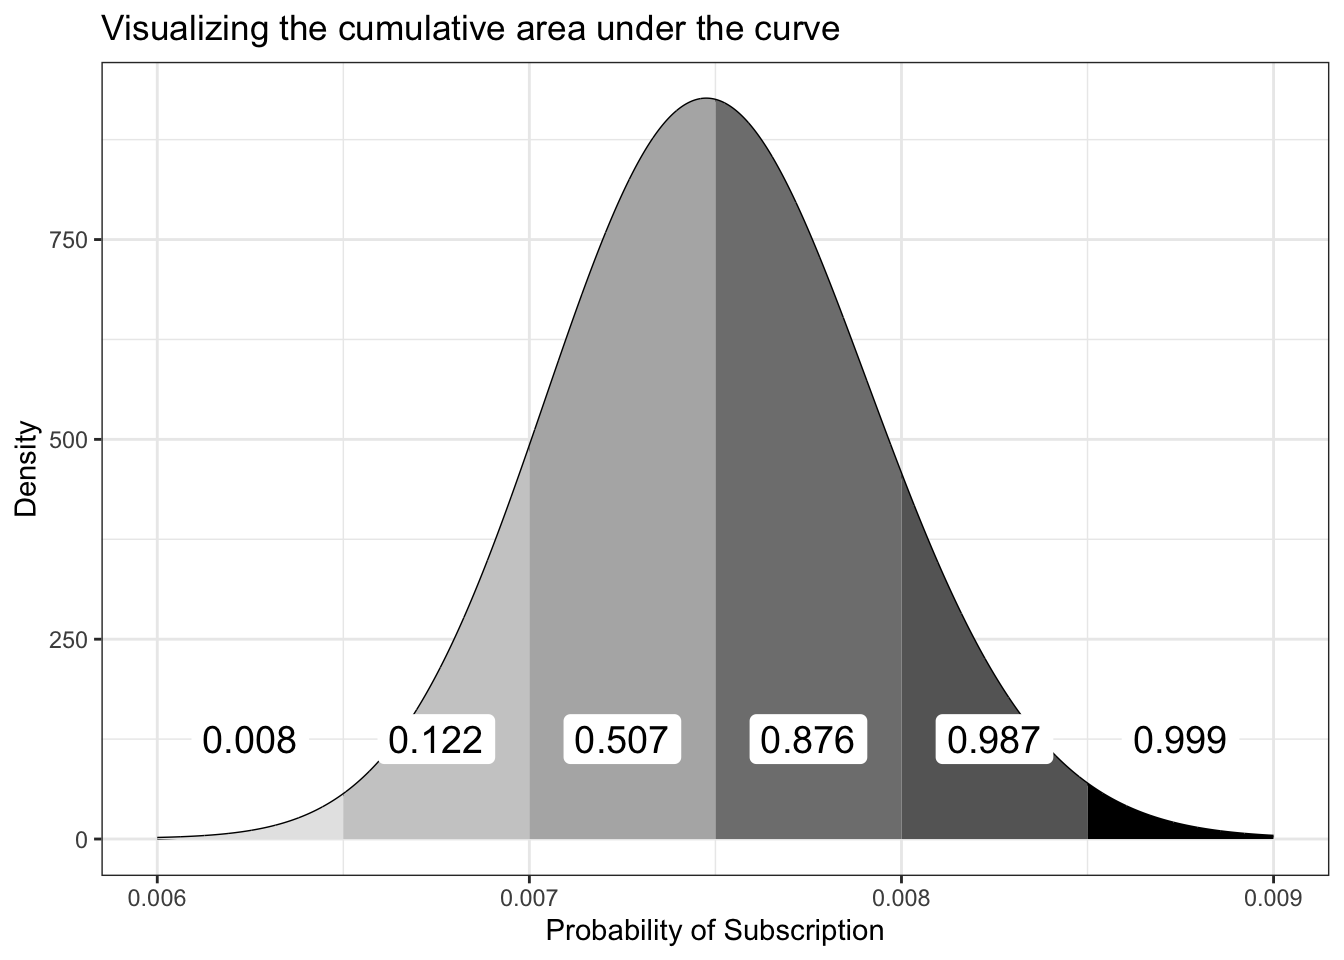 Visualizing the cumulative area under the curve
Density
750
500
250
0
0.008 0.122 0.507 0.876 0.987 0.999
0.006 0.007 0.008 0.009
Probability of Subscription